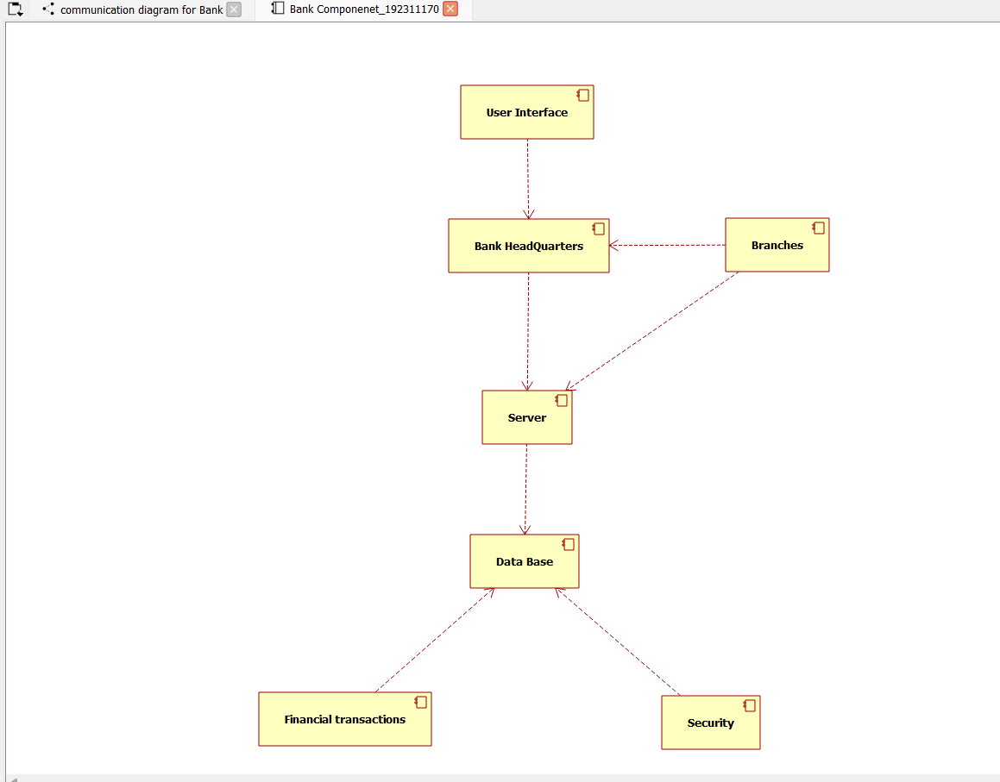 communication diagram for Bank
Bank Componenet_192311170
User Interface
Bank HeadQuarters
Branches
Server
Data Base
Financial transactions
Security